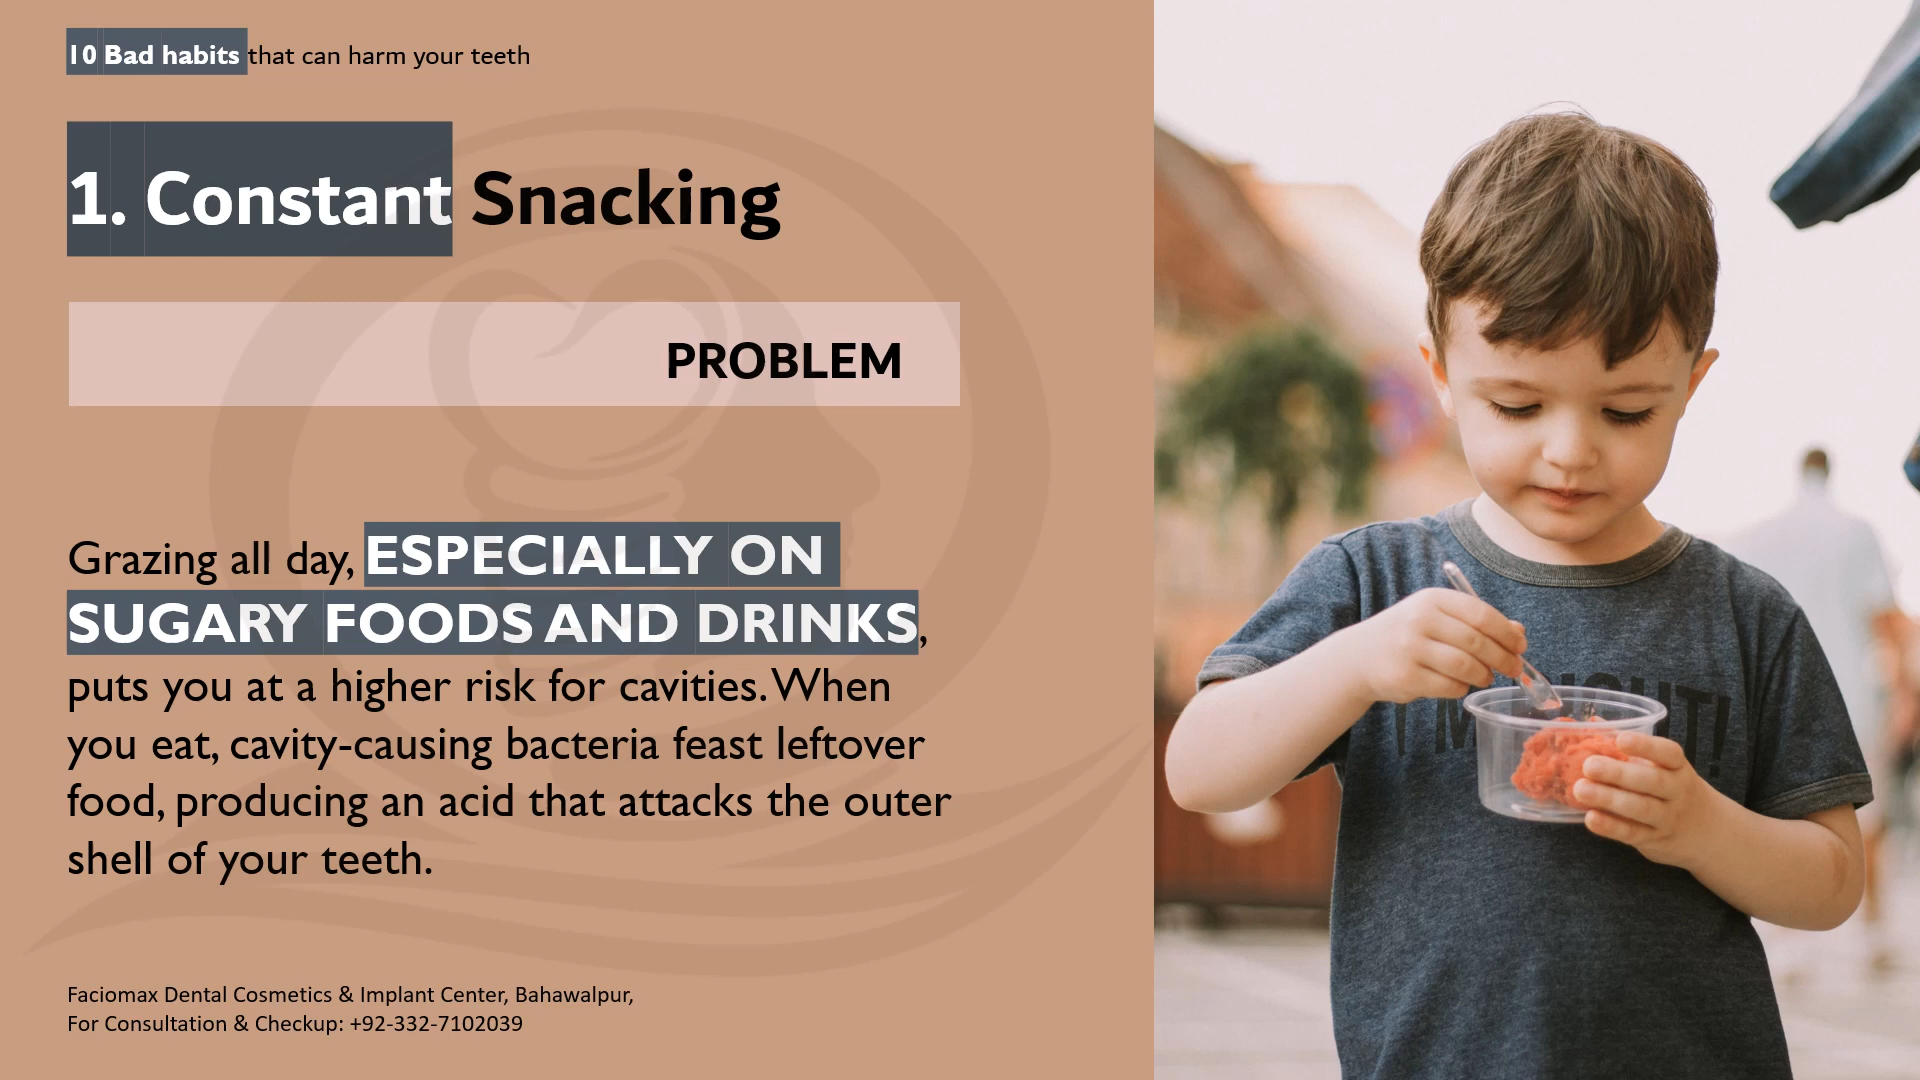 10 Bad habits that can harm your teeth
1. Constant Snacking
PROBLEM
Grazing all day, ESPECIALLY ON
SUGARY FOODS AND DRINKS,
puts you at a higher risk for cavities. When
you eat, cavity-causing bacteria feast leftover
food, producing an acid that attacks the outer
shell of your teeth.
Faciomax Dental Cosmetics & Implant Center, Bahawalpur,
For Consultation & Checkup: +92-332-7102039